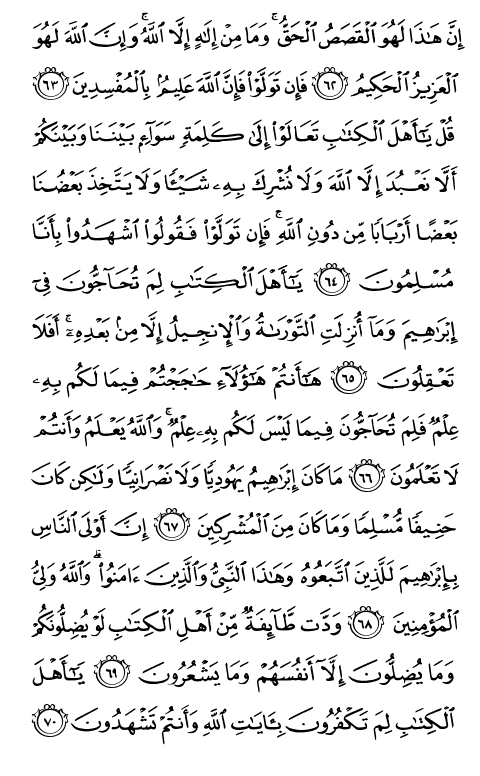 إِنَّ هَٰذَا لَهُوَ ٱلْقَصَصُ ٱلْحَقُّ ۚ وَمَا مِنْ إِلَٰهٍ إِلَّا ٱللَّهُ ۚ وَإِنَّ ٱللَّهَ لَهُوَ
ٱلْعَزِيزُ ٱلْحَكِيمُ ٦٢ فَإِن تَوَلَّوْا۟ فَإِنَّ ٱللَّهَ عَلِيمٌۢ بِٱلْمُفْسِدِينَ ٦٣
قُلْ يَٰٓأَهْلَ ٱلْكِتَٰبِ تَعَالَوْا۟ إِلَىٰ كَلِمَةٍ سَوَآءٍۭ بَيْنَنَا وَبَيْنَكُمْ
أَلَّا نَعْبُدَ إِلَّا ٱللَّهَ وَلَا نُشْرِكَ بِهِۦ شَيْـًٔا وَلَا يَتَّخِذَ بَعْضُنَا
بَعْضًا أَرْبَابًا مِّن دُونِ ٱللَّهِ ۚ فَإِن تَوَلَّوْا۟ فَقُولُوا۟ ٱشْهَدُوا۟ بِأَنَّا
مُسْلِمُونَ ٦٤ يَٰٓأَهْلَ ٱلْكِتَٰبِ لِمَ تُحَآجُّونَ فِىٓ
إِبْرَٰهِيمَ وَمَآ أُنزِلَتِ ٱلتَّوْرَىٰةُ وَٱلْإِنجِيلُ إِلَّا مِنۢ بَعْدِهِۦٓ ۚ أَفَلَا
تَعْقِلُونَ ٦٥ هَٰٓأَنتُمْ هَٰٓؤُلَآءِ حَٰجَجْتُمْ فِيمَا لَكُم بِهِۦ
عِلْمٌ فَلِمَ تُحَآجُّونَ فِيمَا لَيْسَ لَكُم بِهِۦ عِلْمٌ ۚ وَٱللَّهُ يَعْلَمُ وَأَنتُمْ
لَا تَعْلَمُونَ ٦٦ مَا كَانَ إِبْرَٰهِيمُ يَهُودِيًّا وَلَا نَصْرَانِيًّا وَلَٰكِن كَانَ
حَنِيفًا مُّسْلِمًا وَمَا كَانَ مِنَ ٱلْمُشْرِكِينَ ٦٧ إِنَّ أَوْلَى ٱلنَّاسِ
بِإِبْرَٰهِيمَ لَلَّذِينَ ٱتَّبَعُوهُ وَهَٰذَا ٱلنَّبِىُّ وَٱلَّذِينَ ءَامَنُوا۟ ۗ وَٱللَّهُ وَلِىُّ
ٱلْمُؤْمِنِينَ ٦٨ وَدَّت طَّآئِفَةٌ مِّنْ أَهْلِ ٱلْكِتَٰبِ لَوْ يُضِلُّونَكُمْ
وَمَا يُضِلُّونَ إِلَّآ أَنفُسَهُمْ وَمَا يَشْعُرُونَ ٦٩ يَٰٓأَهْلَ
ٱلْكِتَٰبِ لِمَ تَكْفُرُونَ بِـَٔايَٰتِ ٱللَّهِ وَأَنتُمْ تَشْهَدُونَ ٧٠